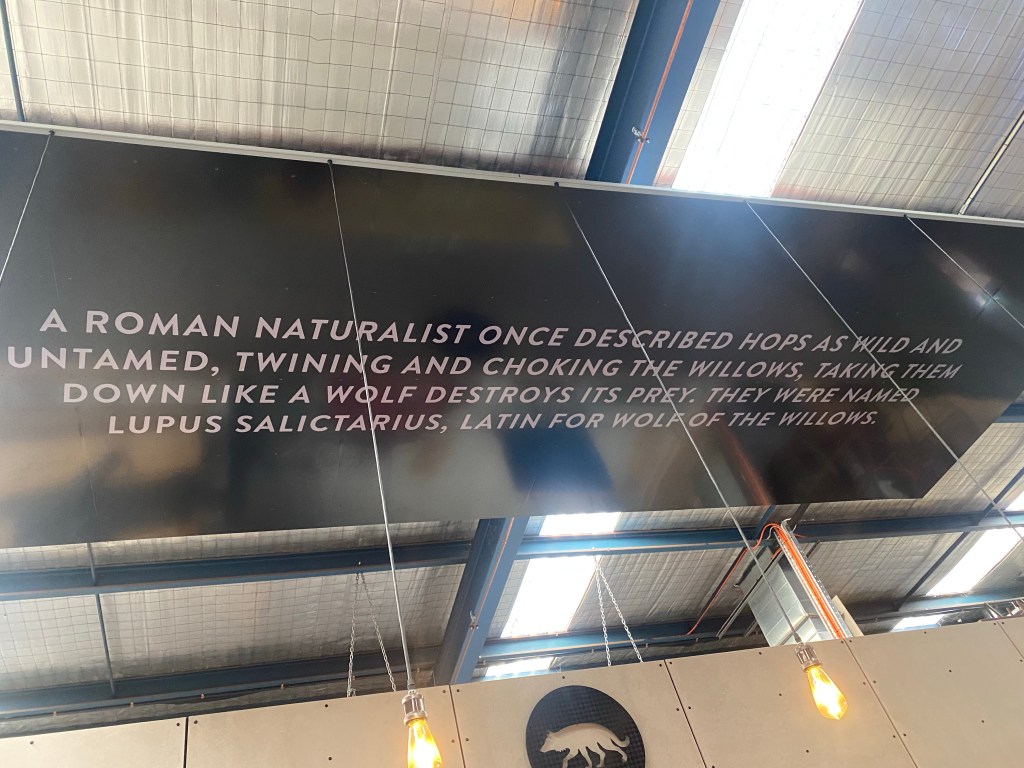 A ROMAN NATURALIST ONCE DESCRIBED HOPS AS WILD AND
UNTAMED, TWINING AND CHOKING THE WILLOWS, TAKING THEM
DOWN LIKE A WOLF DESTROYS ITS PREY. THEY WERE NAMED
LUPUS SALICTARIUS, LATIN FOR WOLF OF THE WILLOWS.